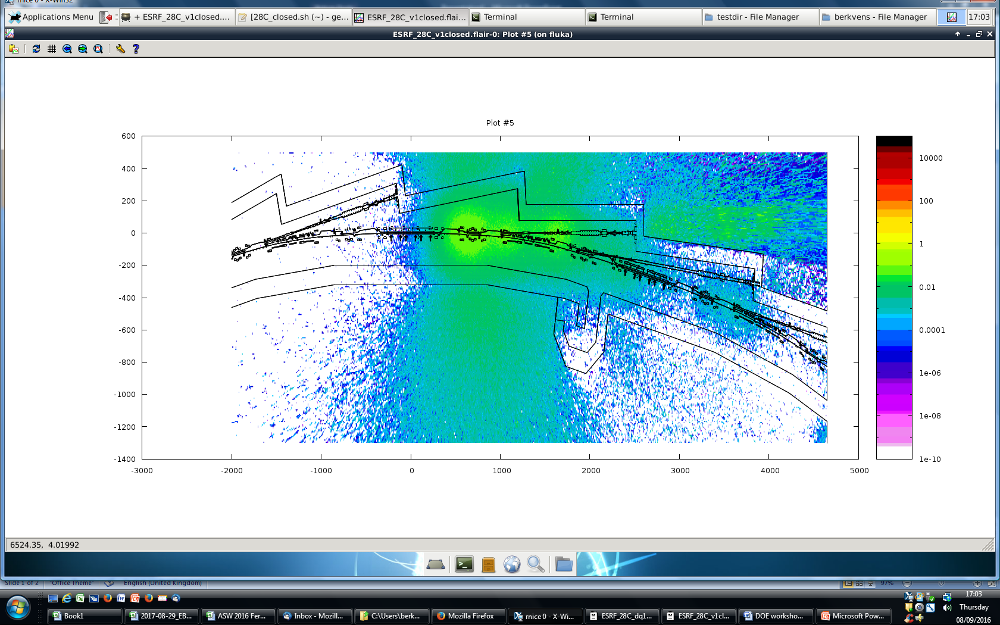 rnice 0 - X-Win32
Applications Menu
+ ESRF_28C_v1closed....
[28C_closed.sh (~) - ge...
ESRF_28C_v1closed.flai...
Terminal
Terminal
testdir - File Manager
berkvens - File Manager
17:03
ESRF_28C_v1closed.flair-0: Plot #5 (on fluka)
Plot #5
600
400
200
0
-200
-400
-600
-800
-1000
-1200
-1400
-3000
-2000
-1000
0
1000
2000
3000
4000
5000
10000
100
1
0.01
0.0001
1e-06
1e-08
1e-10
6524.35, 4.01992
Slide 1 of 2
"Office Theme"
English (United Kingdom)
97%
17:03
Thursday
08/09/2016
Book1
2017-08-29_EB...
ASW 2016 Fer...
Inbox - Mozill...
C:\Users\berk...
Mozilla Firefox
rnice 0 - X-Wi...
ESRF_28C_dq1...
ESRF_28C_v1cl...
DOE worksho...
Microsoft Pow...